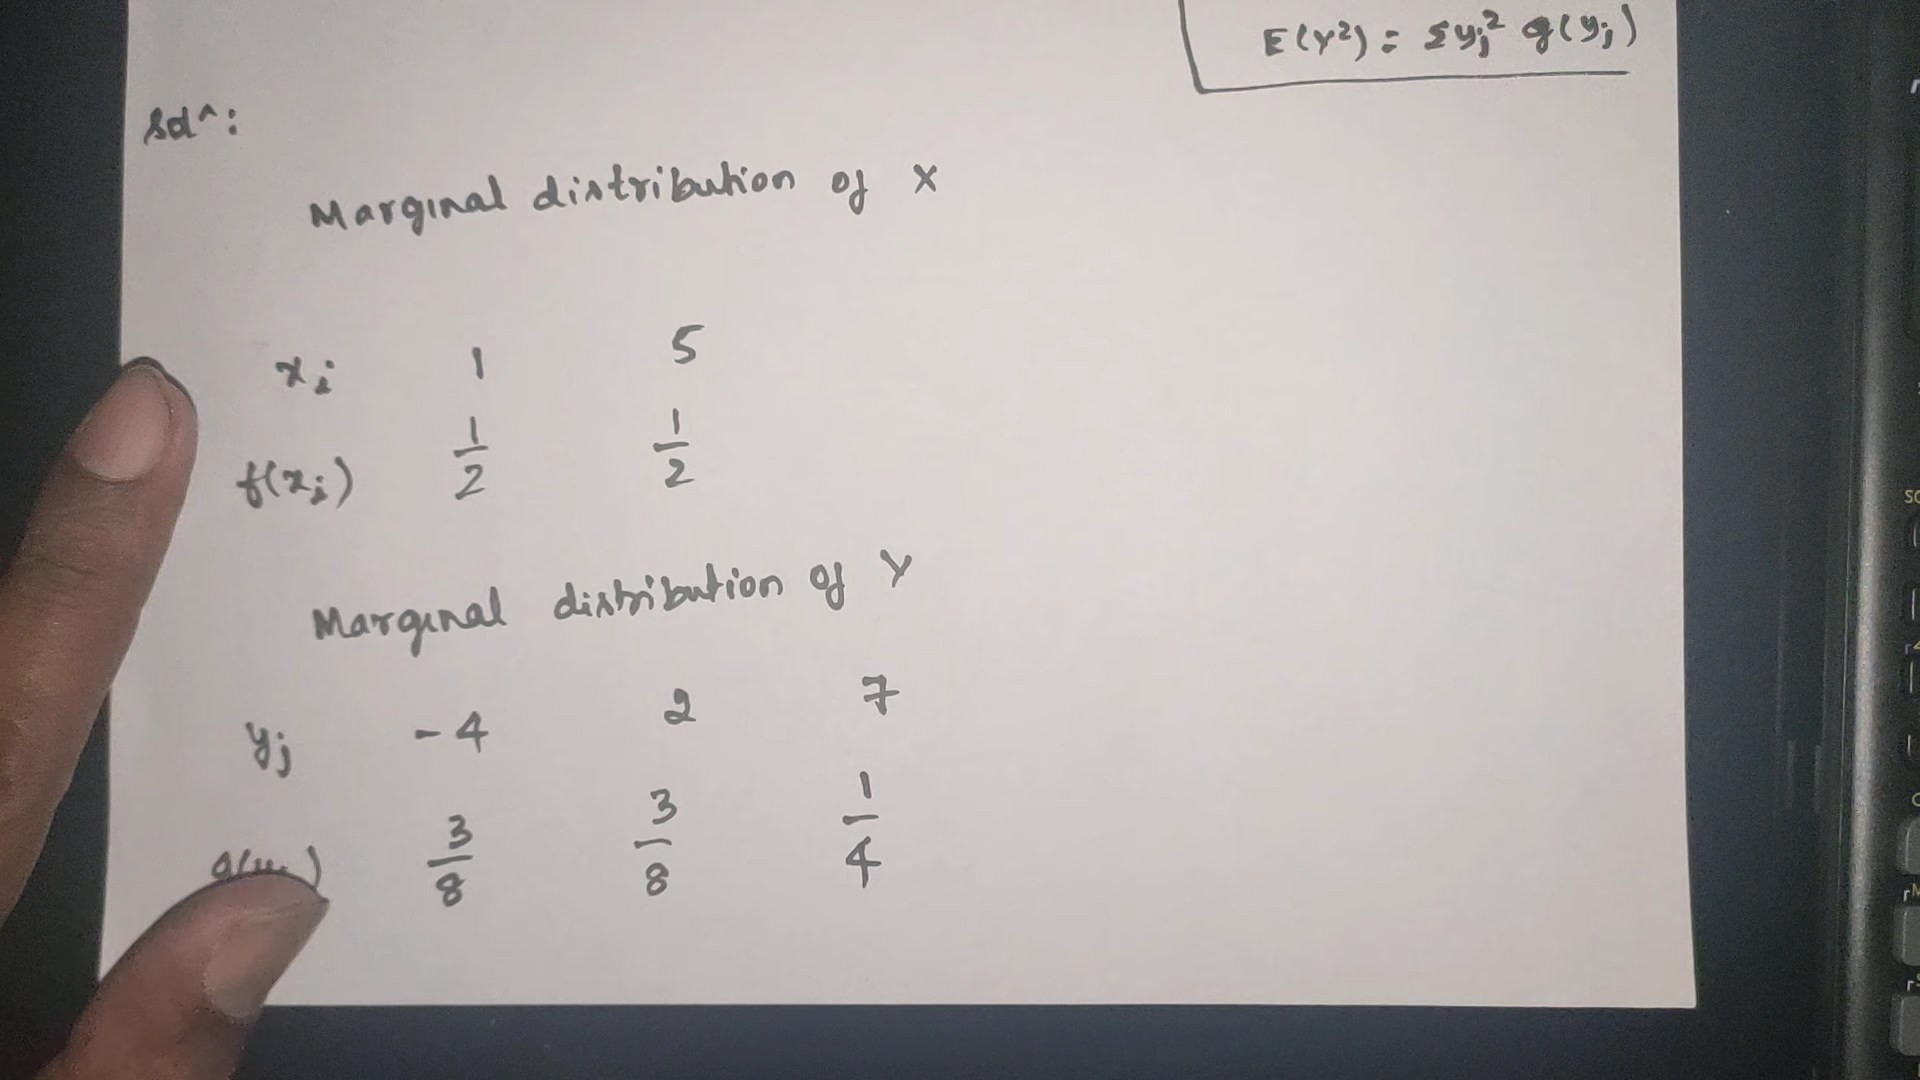 E(Y²) = Σyj² g(yj)
Solⁿ:
Marginal distribution of X
xi 1 5
f(xi) 1/2 1/2
Marginal distribution of Y
yj -4 2 7
3/8 3/8 1/4